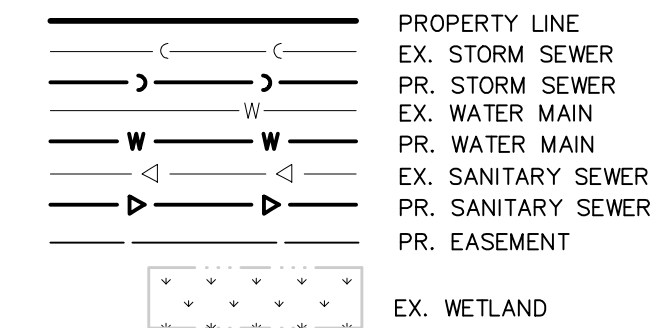 PROPERTY LINE
EX. STORM SEWER
PR. STORM SEWER
W EX. WATER MAIN
W W PR. WATER MAIN
EX. SANITARY SEWER
PR. SANITARY SEWER
PR. EASEMENT
EX. WETLAND